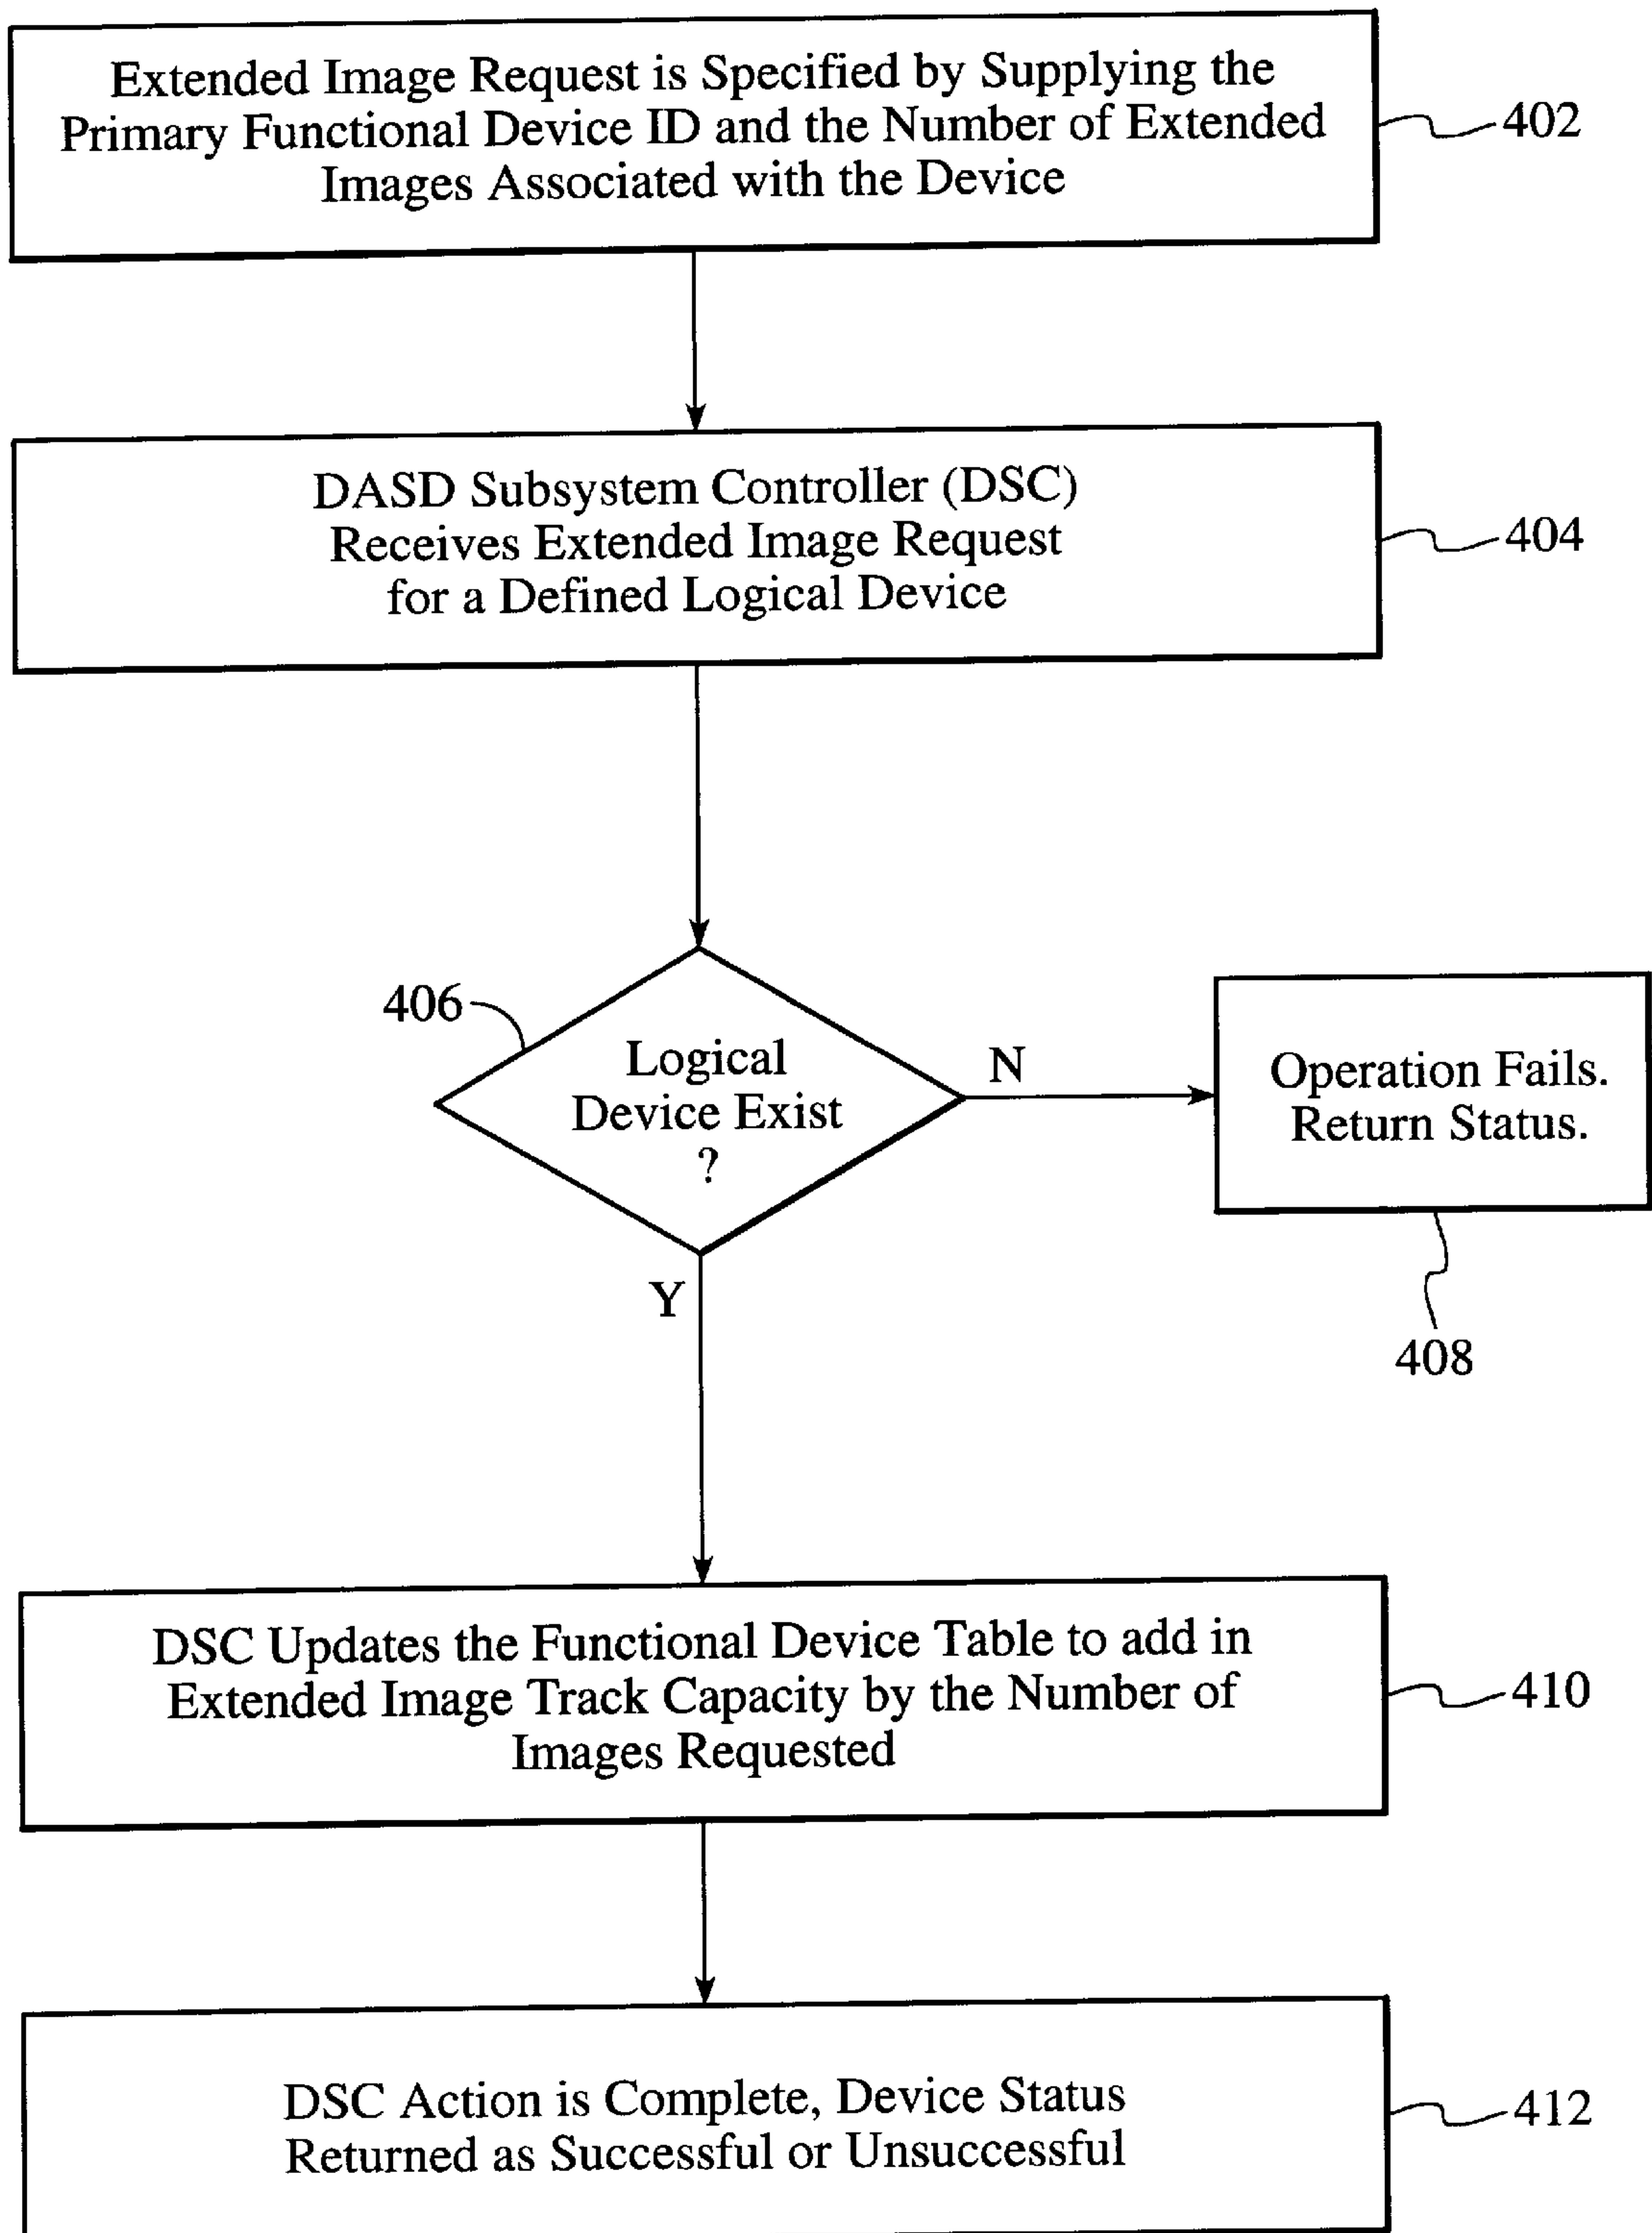 Extended Image Request is Specified by Supplying the
Primary Functional Device ID and the Number of Extended
Images Associated with the Device
402
DASD Subsystem Controller (DSC)
Receives Extended Image Request
for a Defined Logical Device
404
406
Logical
Device Exist
?
N
Operation Fails.
Return Status.
408
Y
DSC Updates the Functional Device Table to add in
Extended Image Track Capacity by the Number of
Images Requested
410
DSC Action is Complete, Device Status
Returned as Successful or Unsuccessful
412